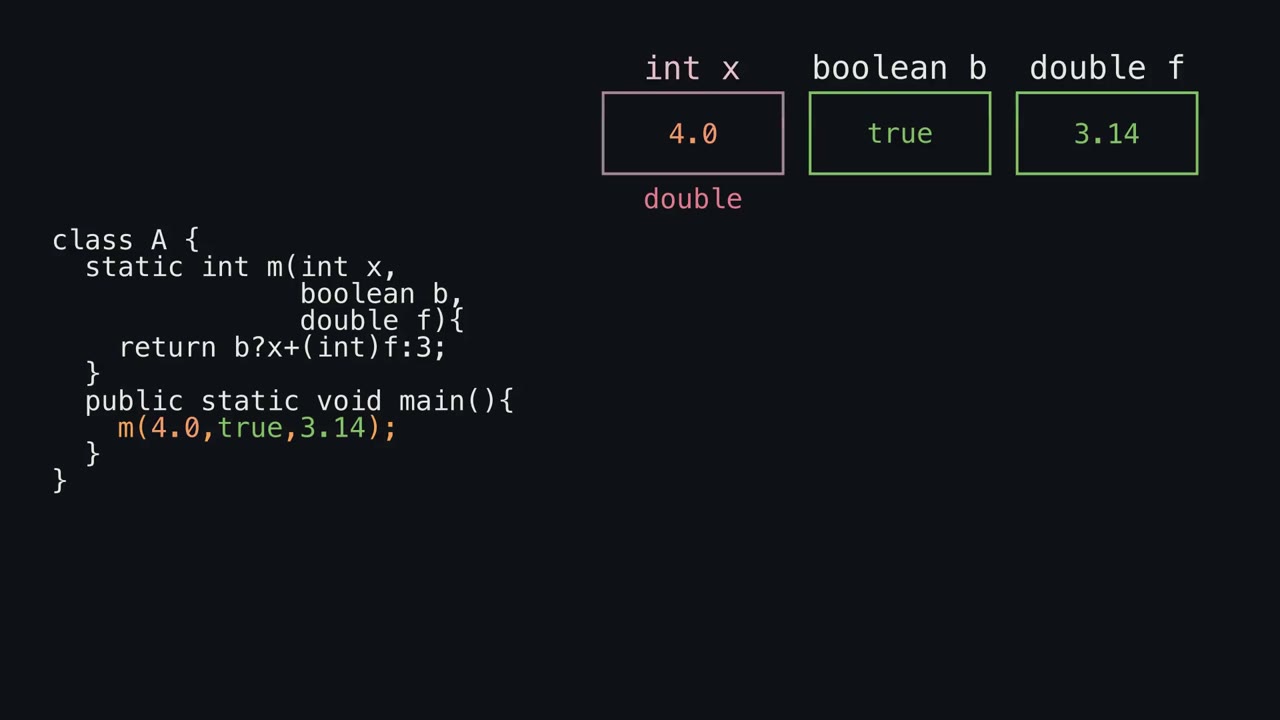 int x boolean b double f
4.0 true 3.14
double
class A {
  static int m(int x,
               boolean b,
               double f){
    return b?x+(int)f:3;
  }
  public static void main(){
    m(4.0,true,3.14);
  }
}